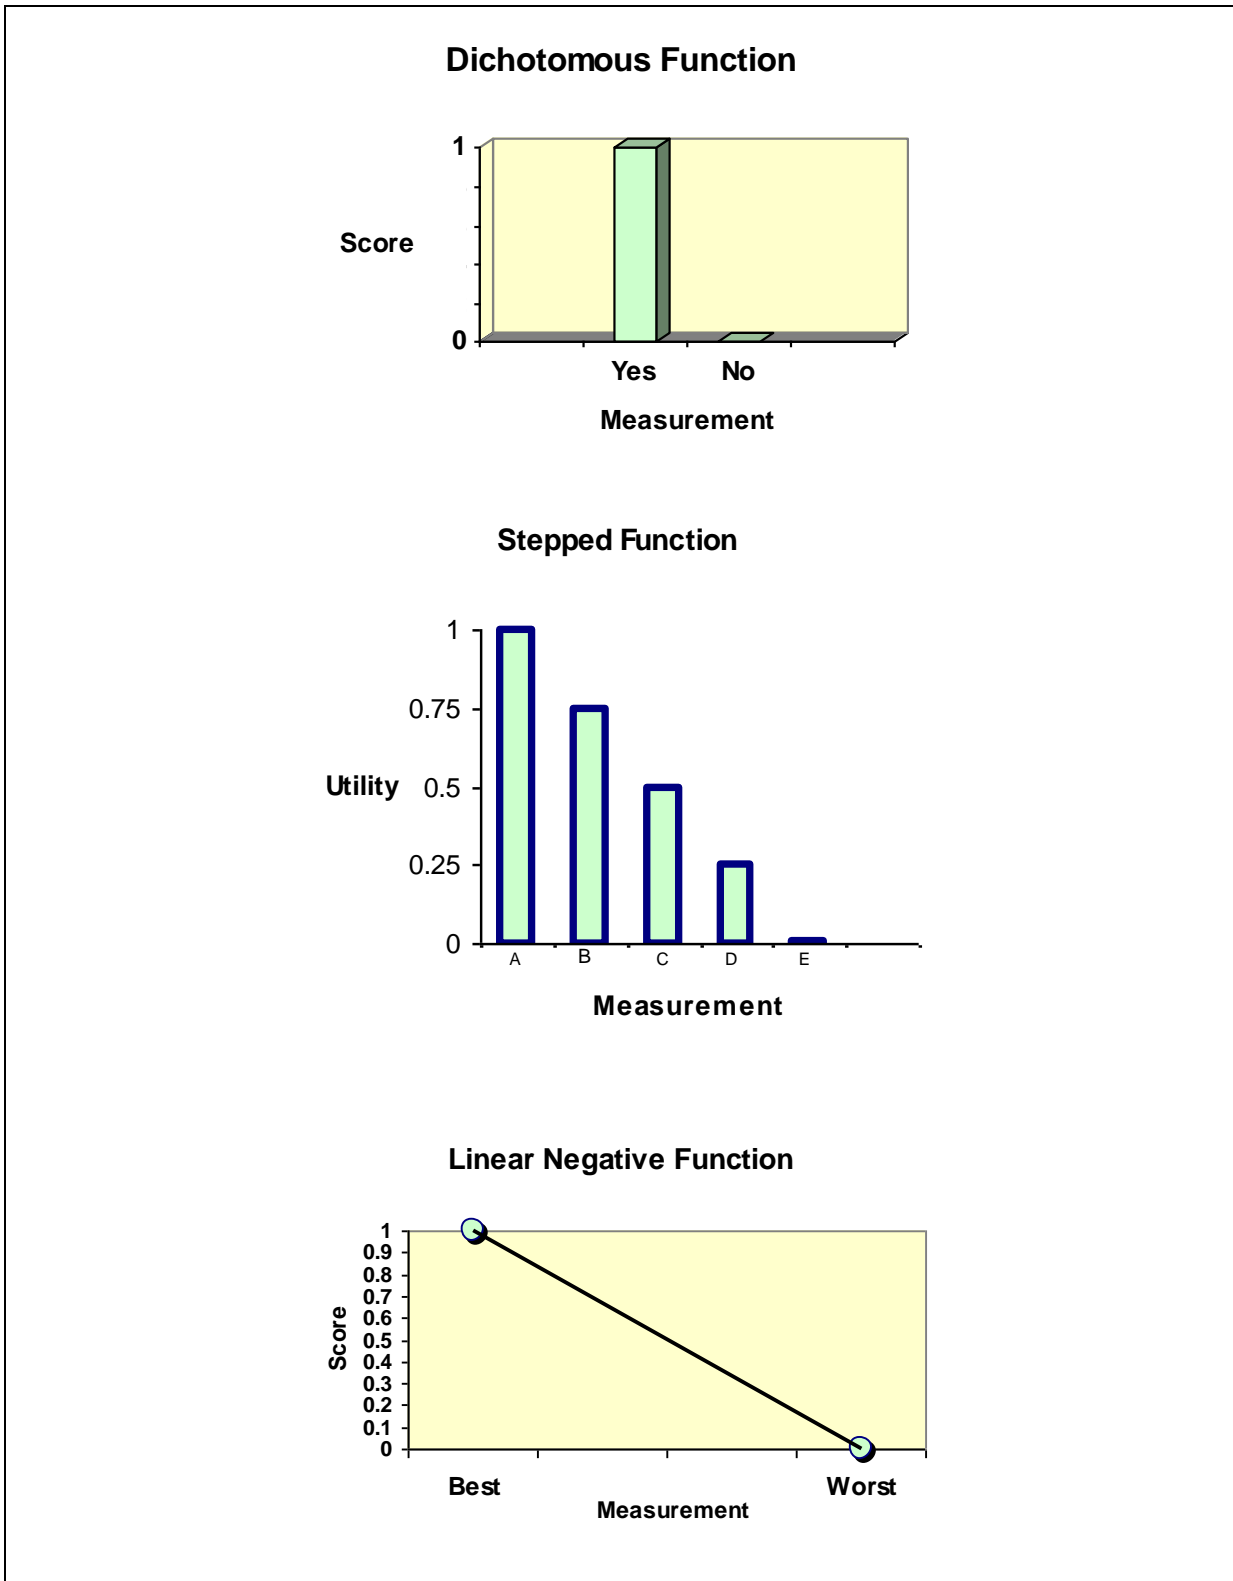 Dichotomous Function
1
Score
0
Yes No
Measurement
Stepped Function
1
0.75
Utility 0.5
0.25
0
A B C D E
Measurement
Linear Negative Function
1
0.9
0.8
0.7
0.6
0.5
0.4
0.3
0.2
0.1
0
Score
Best Worst
Measurement